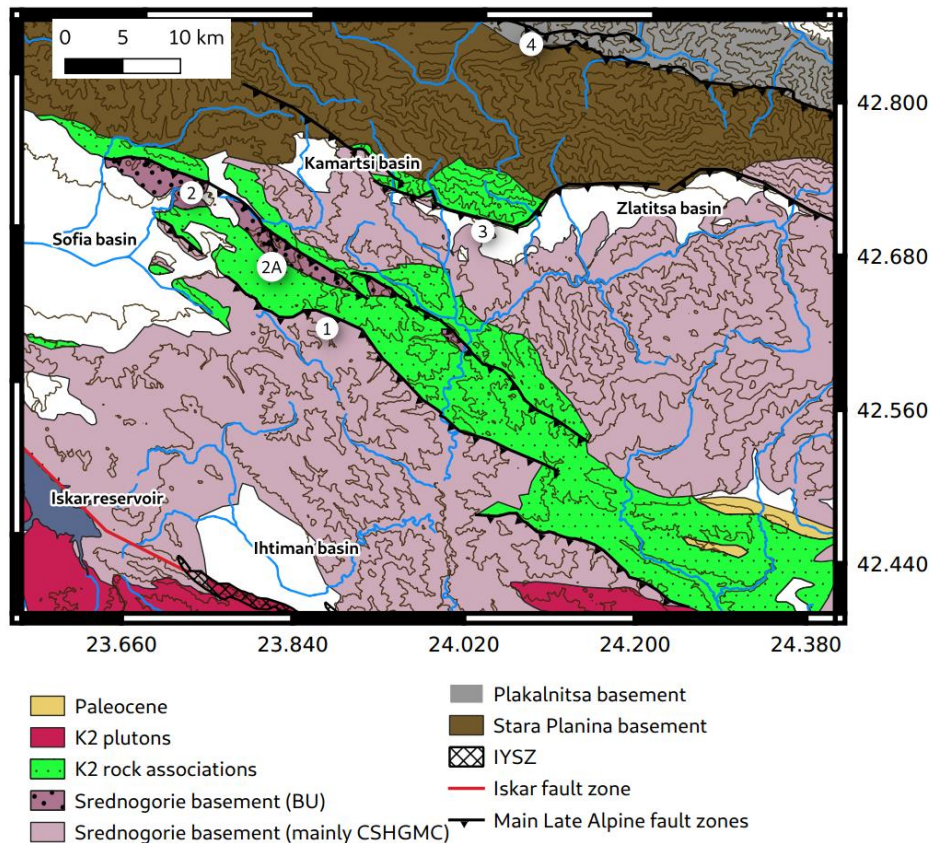 0 5 10 km
4
42.800
Kamartsi basin
2
Zlatitsa basin
3
Sofia basin
2A
42.680
1
42.560
Iskar reservoir
Ihtiman basin
42.440
23.660 23.840 24.020 24.200 24.380
Paleocene
K2 plutons
K2 rock associations
Srednogorie basement (BU)
Srednogorie basement (mainly CSHGMC)
Plakalnitsa basement
Stara Planina basement
IYSZ
Iskar fault zone
Main Late Alpine fault zones